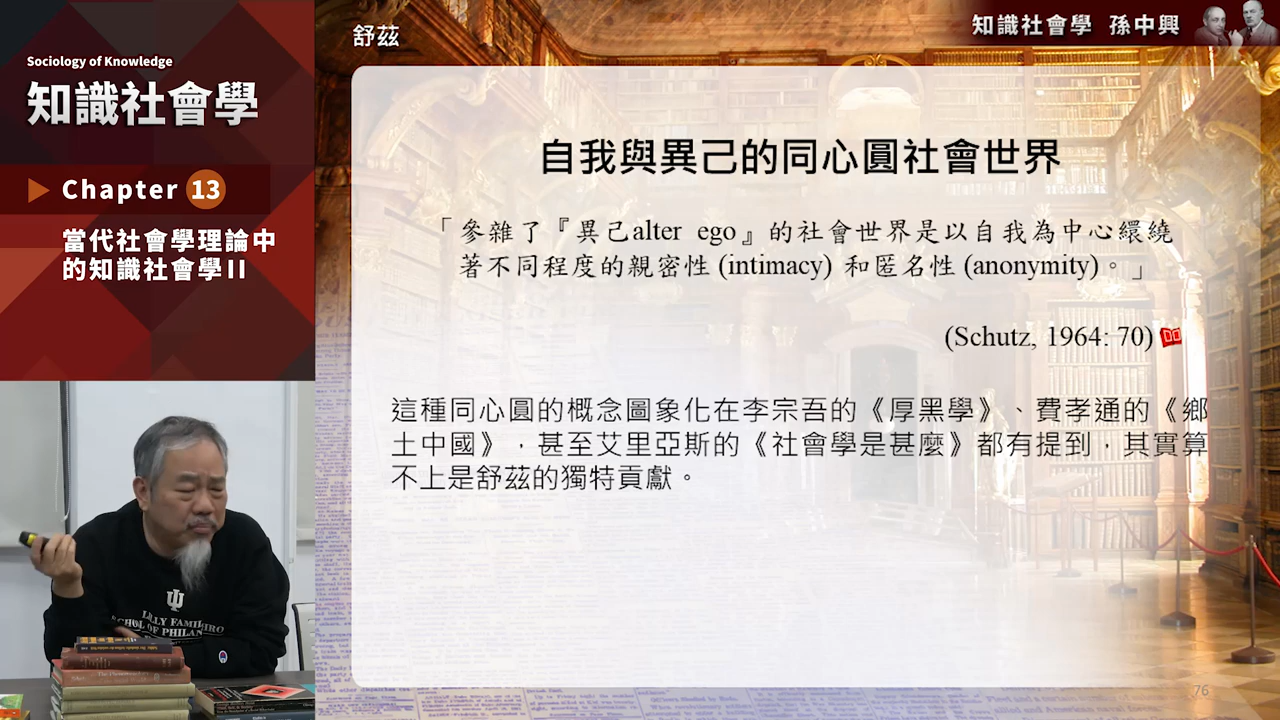 Sociology of Knowledge
知識社會學
Chapter 13
當代社會學理論中
的知識社會學II
舒茲
知識社會學 孫中興
自我與異己的同心圓社會世界
「參雜了『異己alter ego』的社會世界是以自我為中心繯繞
著不同程度的親密性 (intimacy) 和匿名性 (anonymity)。」
(Schutz, 1964: 70)
這種同心圓的概念圖象化在李宗吾的《厚黑學》、費孝通的《鄉
土中國》，甚至艾里亞斯的《社會學是甚麼》都有提到，其實算
不上是舒茲的獨特貢獻。
76
LILLY FAMILY
SCHOOL OF PHILAN